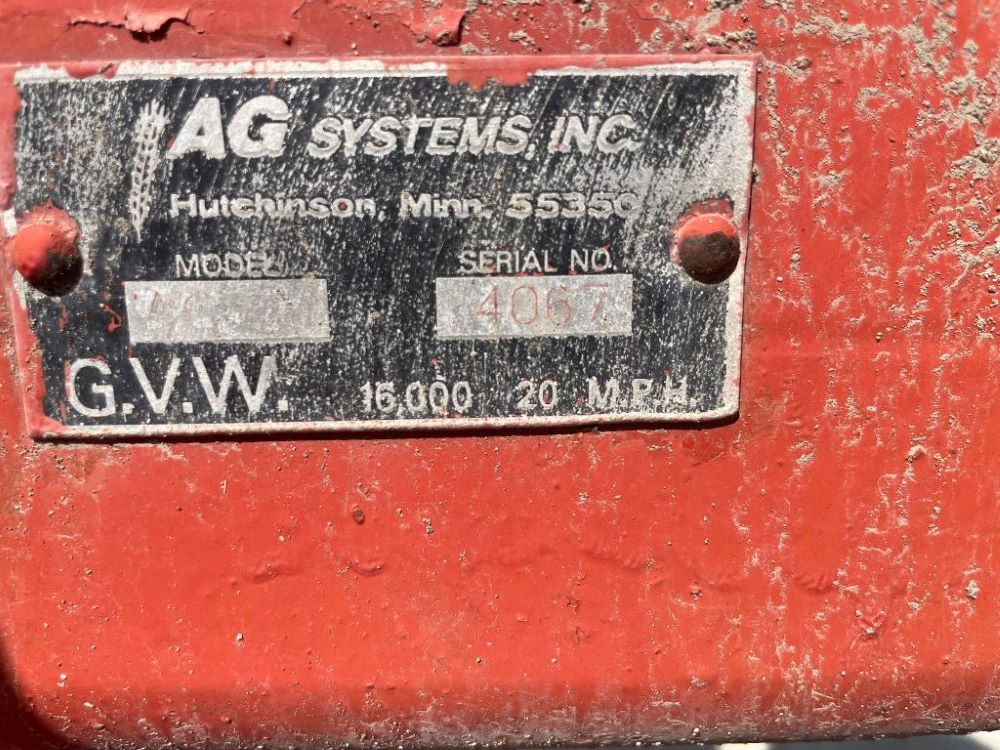 AG SYSTEMS, INC.
Hutchinson, Minn. 55350
MODEL SERIAL NO.
4067
G.V.W. 16,000 20 M.P.H.